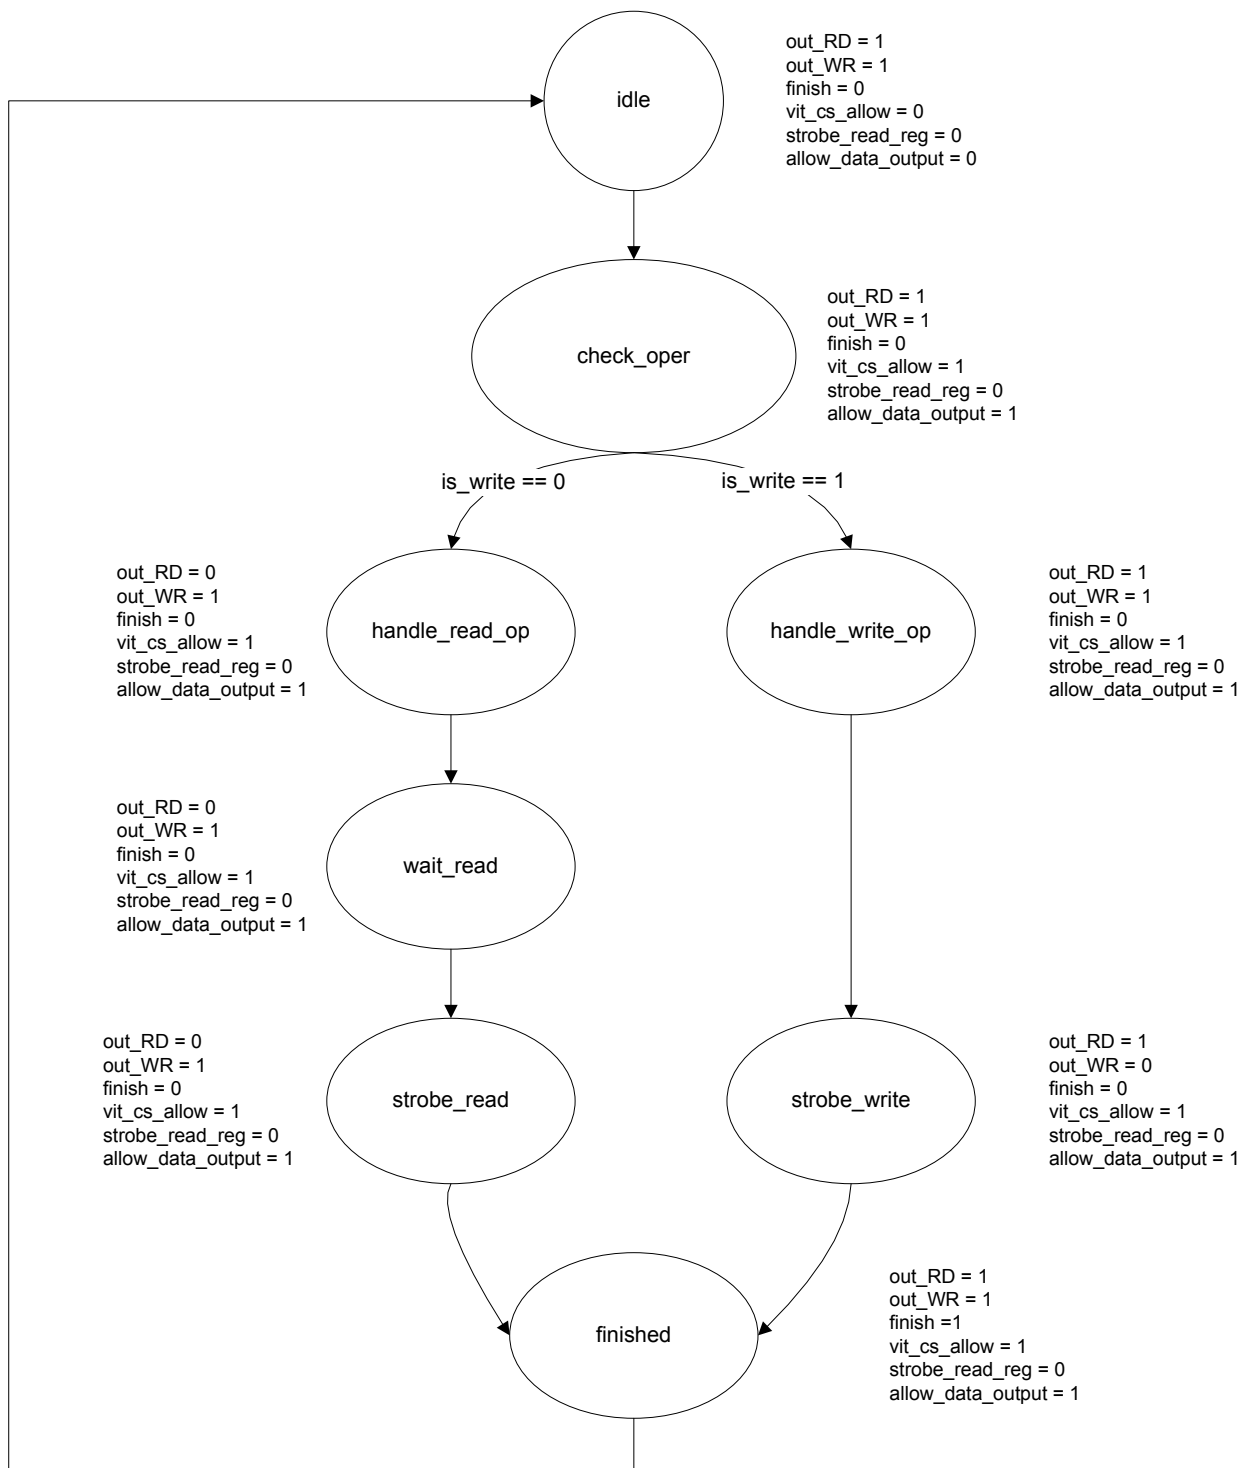 idle
out_RD = 1
out_WR = 1
finish = 0
vit_cs_allow = 0
strobe_read_reg = 0
allow_data_output = 0
check_oper
out_RD = 1
out_WR = 1
finish = 0
vit_cs_allow = 1
strobe_read_reg = 0
allow_data_output = 1
is_write == 0
is_write == 1
out_RD = 0
out_WR = 1
finish = 0
vit_cs_allow = 1
strobe_read_reg = 0
allow_data_output = 1
handle_read_op
handle_write_op
out_RD = 1
out_WR = 1
finish = 0
vit_cs_allow = 1
strobe_read_reg = 0
allow_data_output = 1
out_RD = 0
out_WR = 1
finish = 0
vit_cs_allow = 1
strobe_read_reg = 0
allow_data_output = 1
wait_read
out_RD = 0
out_WR = 1
finish = 0
vit_cs_allow = 1
strobe_read_reg = 0
allow_data_output = 1
strobe_read
strobe_write
out_RD = 1
out_WR = 0
finish = 0
vit_cs_allow = 1
strobe_read_reg = 0
allow_data_output = 1
finished
out_RD = 1
out_WR = 1
finish =1
vit_cs_allow = 1
strobe_read_reg = 0
allow_data_output = 1